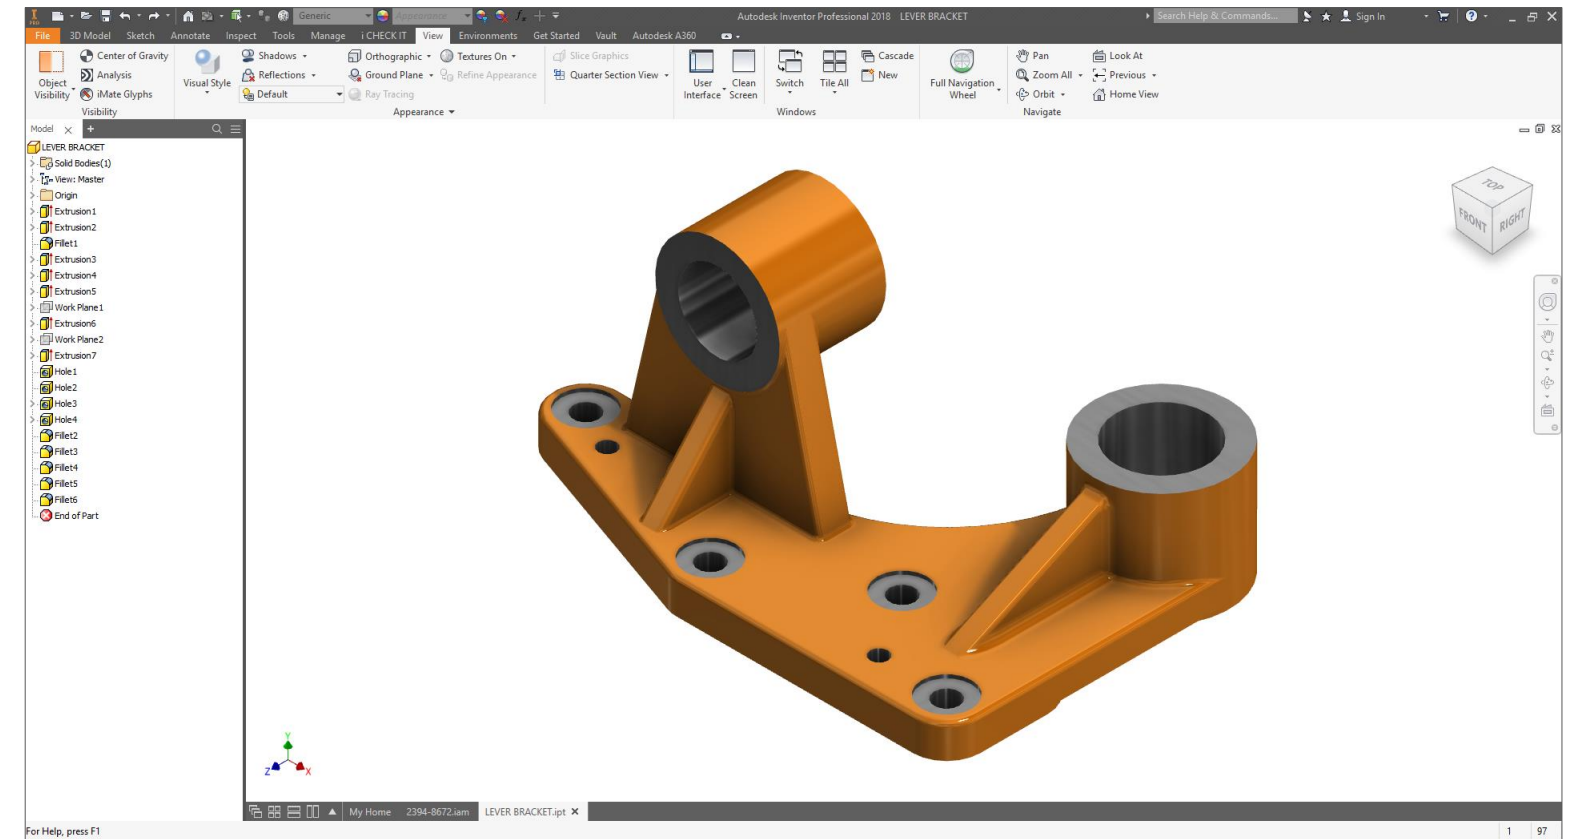 PRO Generic Appearance fx Autodesk Inventor Professional 2018 LEVER BRACKET Search Help & Commands... Sign In
File 3D Model Sketch Annotate Inspect Tools Manage i CHECK IT View Environments Get Started Vault Autodesk A360
Object Visibility
Center of Gravity
Analysis
iMate Glyphs
Visibility
Visual Style
Shadows
Reflections
Default
Orthographic
Ground Plane
Ray Tracing
Textures On
Refine Appearance
Appearance
Slice Graphics
Quarter Section View
User Interface
Clean Screen
Switch
Tile All
Cascade
New
Windows
Full Navigation Wheel
Pan
Zoom All
Orbit
Look At
Previous
Home View
Navigate
Model
LEVER BRACKET
Solid Bodies(1)
View: Master
Origin
Extrusion1
Extrusion2
Fillet1
Extrusion3
Extrusion4
Extrusion5
Work Plane1
Extrusion6
Work Plane2
Extrusion7
Hole1
Hole2
Hole3
Hole4
Fillet2
Fillet3
Fillet4
Fillet5
Fillet6
End of Part
TOP
FRONT
RIGHT
Y
Z
X
My Home 2394-8672.iam LEVER BRACKET.ipt
For Help, press F1 1 97